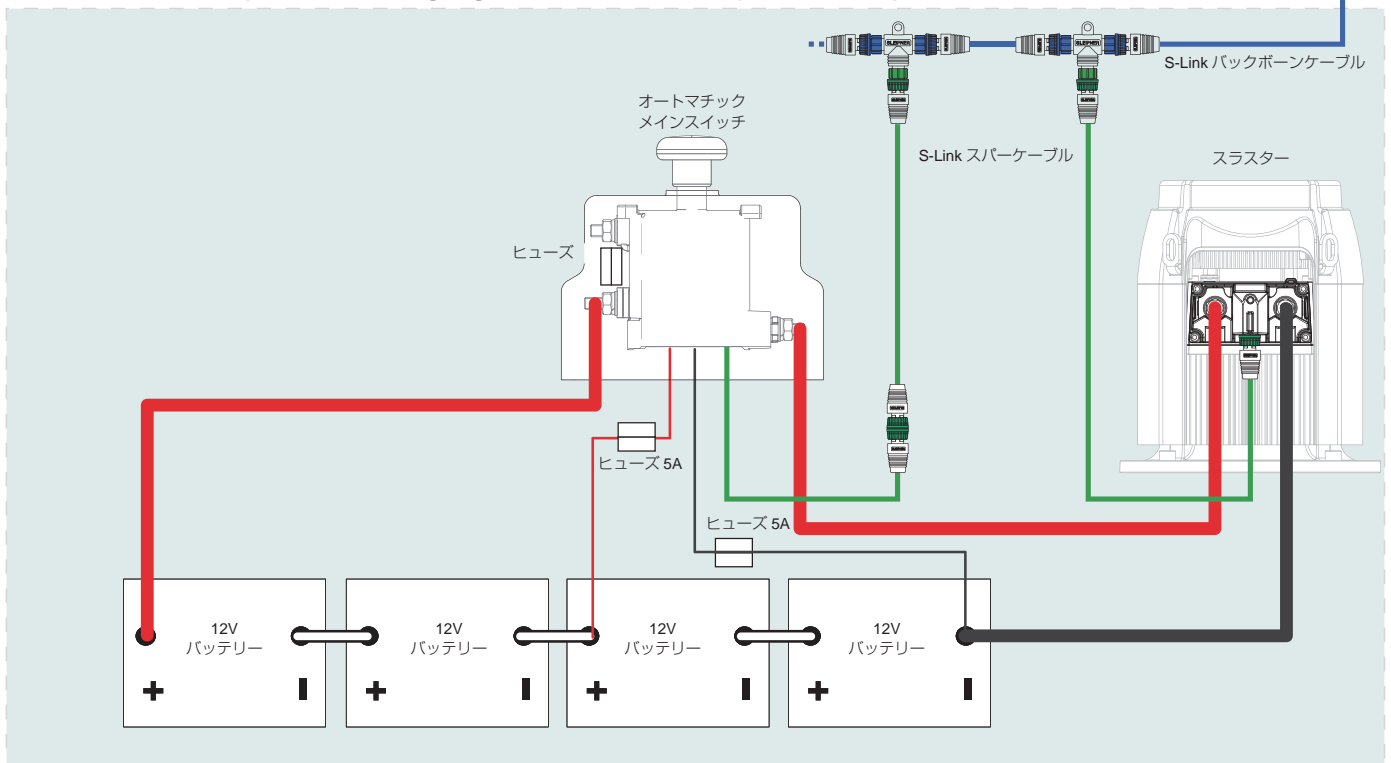 SLEIPNER
SLEIPNER
S-Link バックボーンケーブル
オートマチック
メインスイッチ
S-Link スパーケーブル
スラスター
ヒューズ
ヒューズ 5A
ヒューズ 5A
12V
バッテリー
12V
バッテリー
12V
バッテリー
12V
バッテリー
+
-
+
-
+
-
+
-